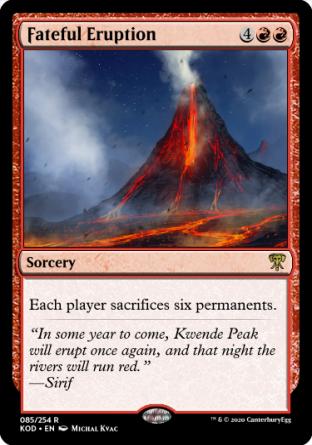 Fateful Eruption 4
Sorcery
Each player sacrifices six permanents.
“In some year to come, Kwende Peak
will erupt once again, and that night the
rivers will run red.”
—Sirif
085/254 R
KOD • EN Michal Kvac
™ & © 2020 CanterburyEgg